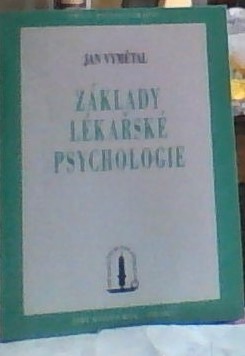 JAN VYMĚTAL
ZÁKLADY
LÉKAŘSKÉ
PSYCHOLOGIE